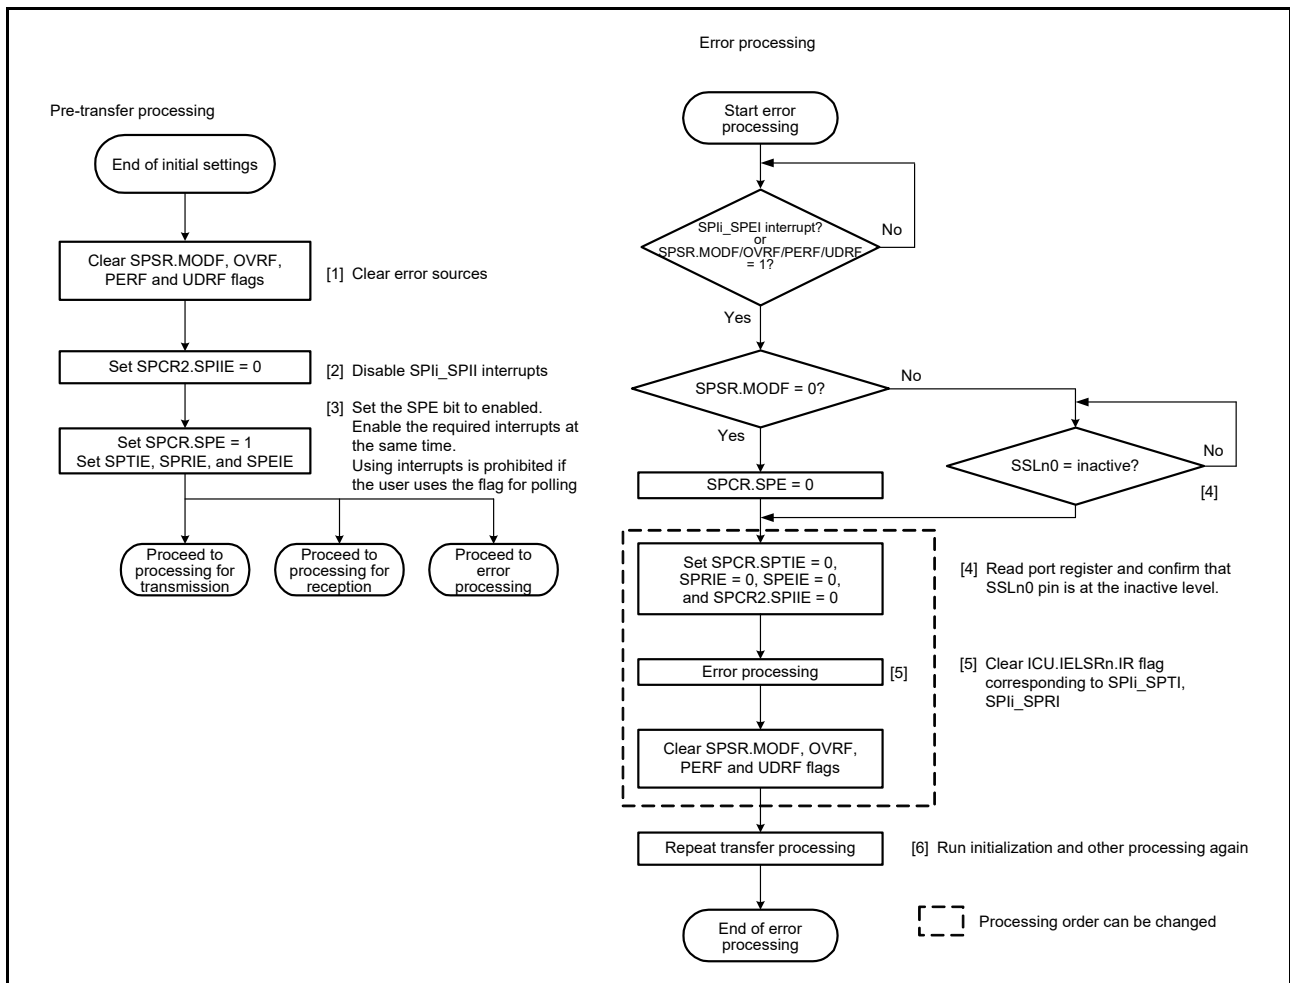 Pre-transfer processing
End of initial settings
Clear SPSR.MODF, OVRF,
PERF and UDRF flags
[1] Clear error sources
Set SPCR2.SPIIE = 0
[2] Disable SPIi_SPII interrupts
[3] Set the SPE bit to enabled.
Enable the required interrupts at
the same time.
Using interrupts is prohibited if
the user uses the flag for polling
Set SPCR.SPE = 1
Set SPTIE, SPRIE, and SPEIE
Proceed to
processing for
transmission
Proceed to
processing for
reception
Proceed to
error
processing
Error processing
Start error
processing
SPIi_SPEI interrupt?
or
SPSR.MODF/OVRF/PERF/UDRF
= 1?
No
Yes
SPSR.MODF = 0?
No
Yes
SSLn0 = inactive?
No
[4]
SPCR.SPE = 0
Set SPCR.SPTIE = 0,
SPRIE = 0, SPEIE = 0,
and SPCR2.SPIIE = 0
[4] Read port register and confirm that
SSLn0 pin is at the inactive level.
Error processing
[5]
[5] Clear ICU.IELSRn.IR flag
corresponding to SPIi_SPTI,
SPIi_SPRI
Clear SPSR.MODF, OVRF,
PERF and UDRF flags
Repeat transfer processing
[6] Run initialization and other processing again
End of error
processing
Processing order can be changed